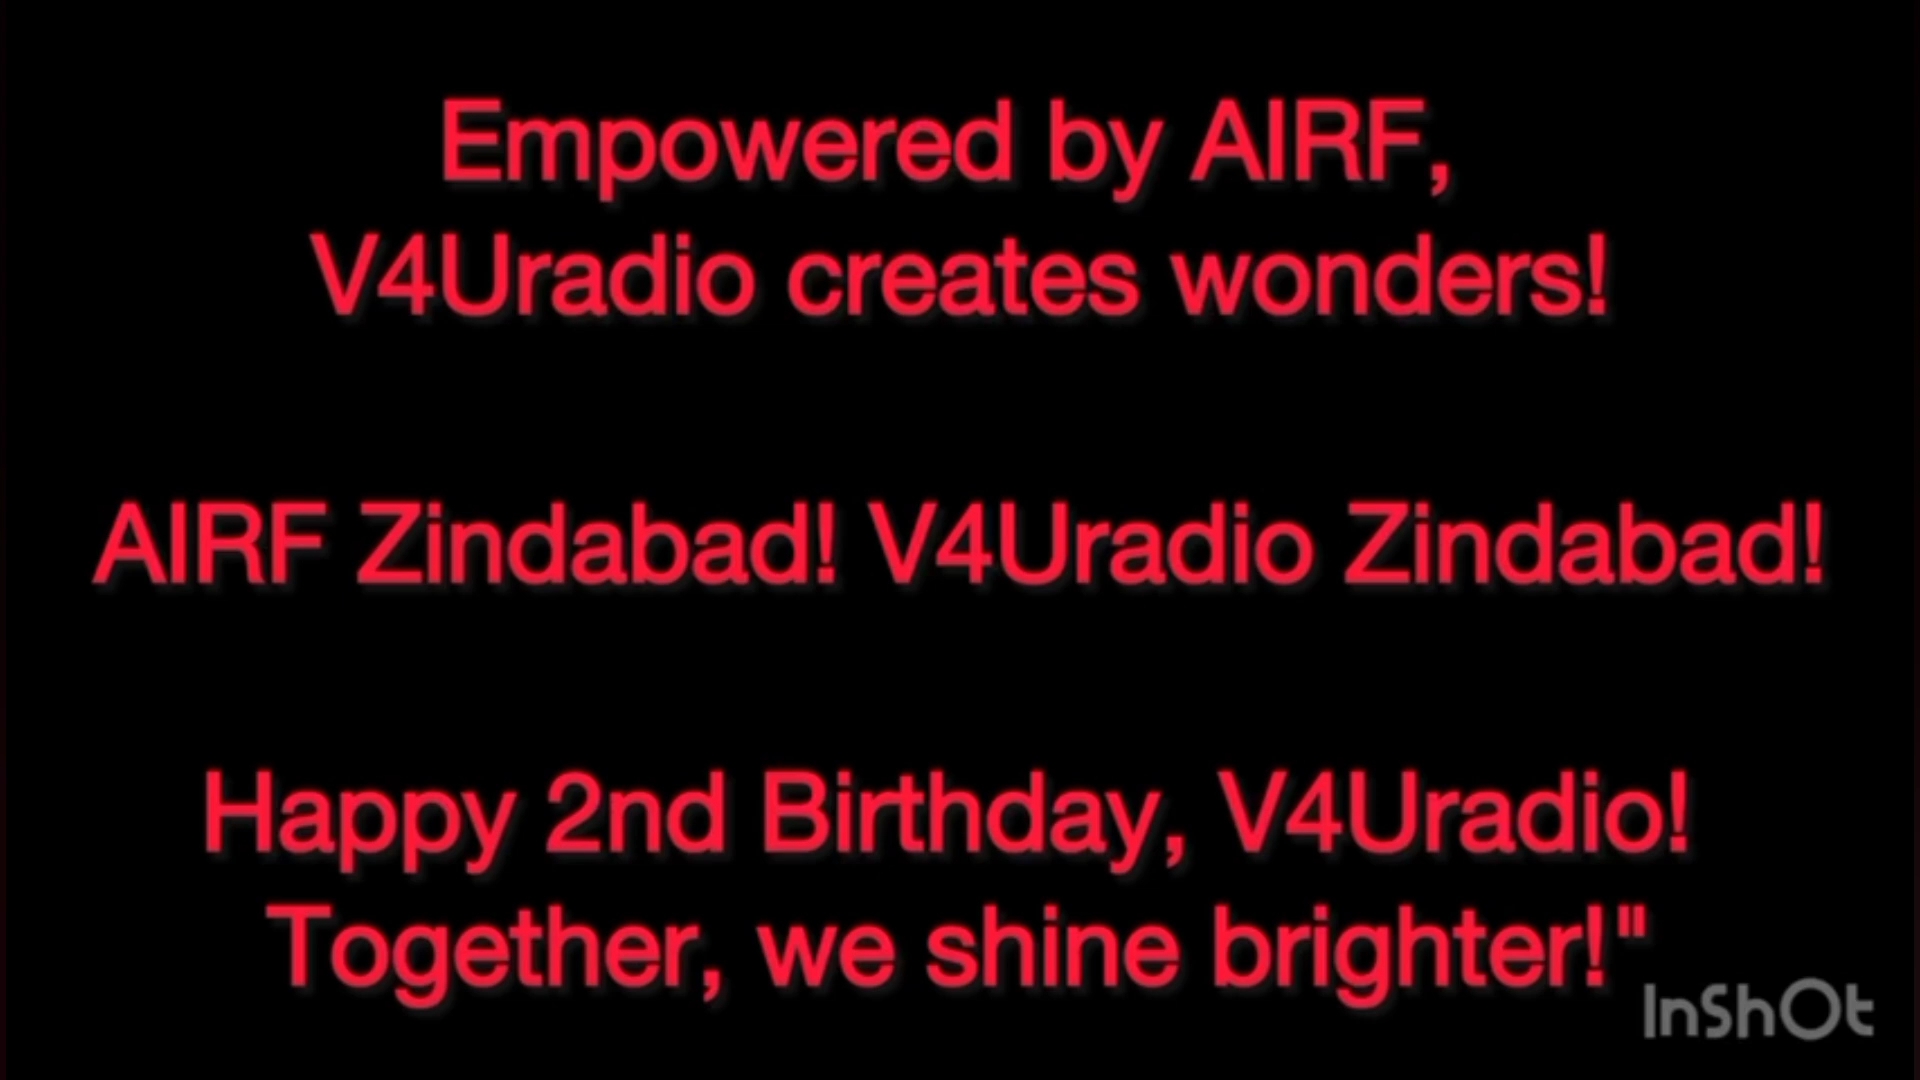 Empowered by AIRF,
V4Uradio creates wonders!
AIRF Zindabad! V4Uradio Zindabad!
Happy 2nd Birthday, V4Uradio!
Together, we shine brighter!"
InShOt